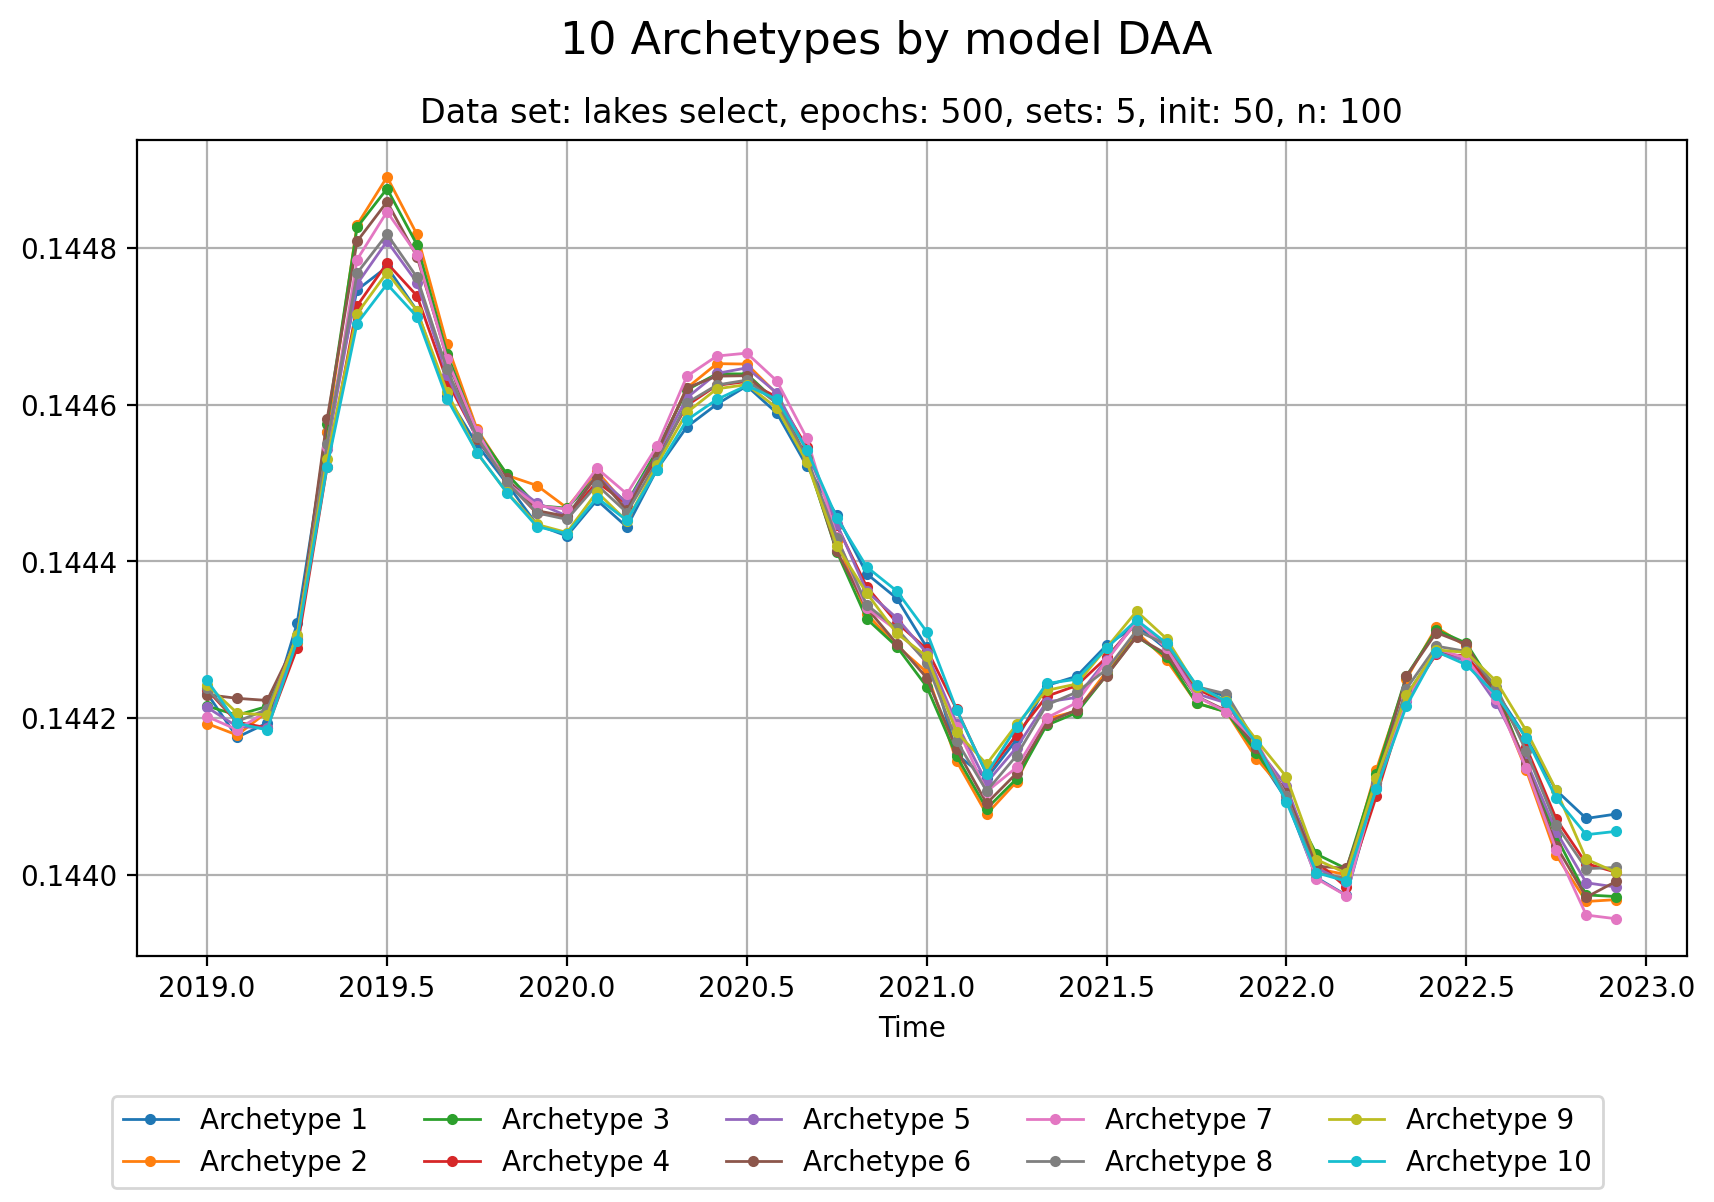 10 Archetypes by model DAA
Data set: lakes select, epochs: 500, sets: 5, init: 50, n: 100
0.1448
0.1446
0.1444
0.1442
0.1440
2019.0 2019.5 2020.0 2020.5 2021.0 2021.5 2022.0 2022.5 2023.0
Time
Archetype 1 Archetype 3 Archetype 5 Archetype 7 Archetype 9
Archetype 2 Archetype 4 Archetype 6 Archetype 8 Archetype 10